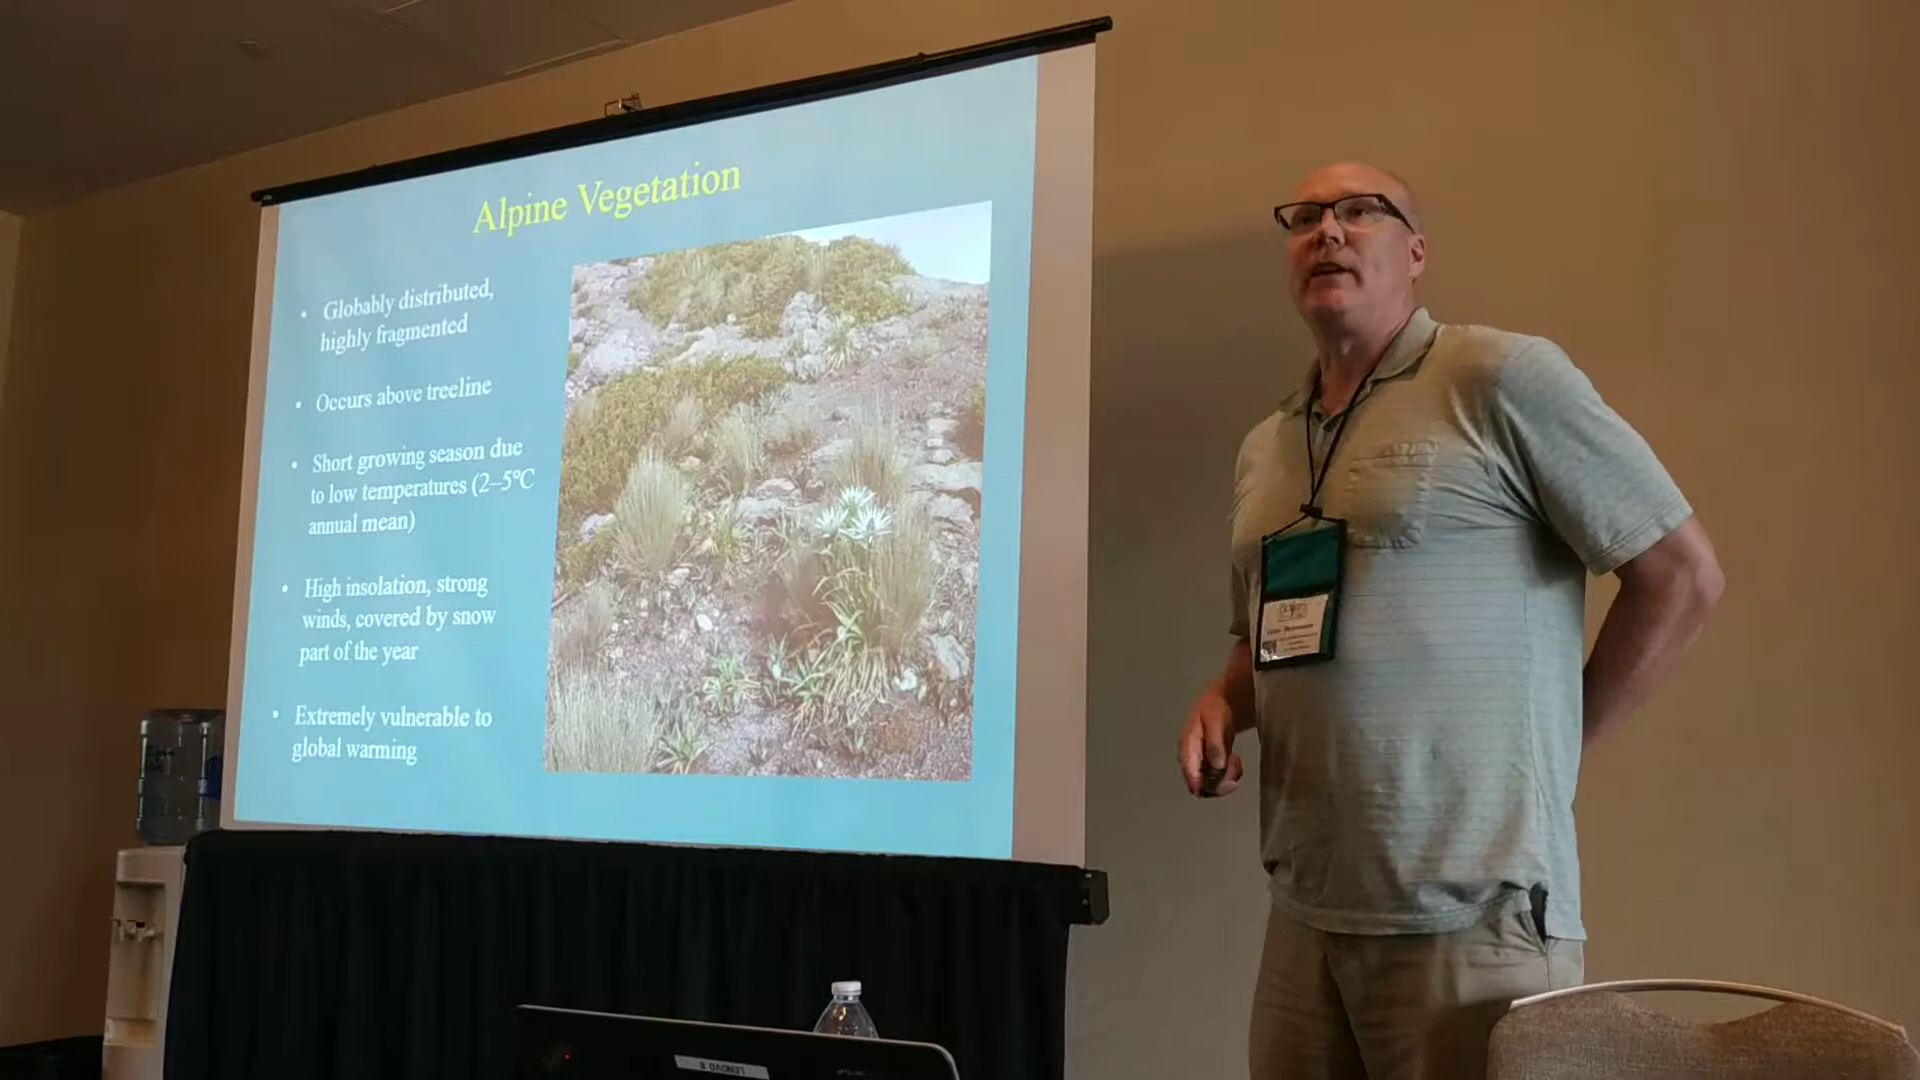 Alpine Vegetation
• Globably distributed,
highly fragmented
• Occurs above treeline
• Short growing season due
to low temperatures (2–5°C
annual mean)
• High insolation, strong
winds, covered by snow
part of the year
• Extremely vulnerable to
global warming
LENOVO